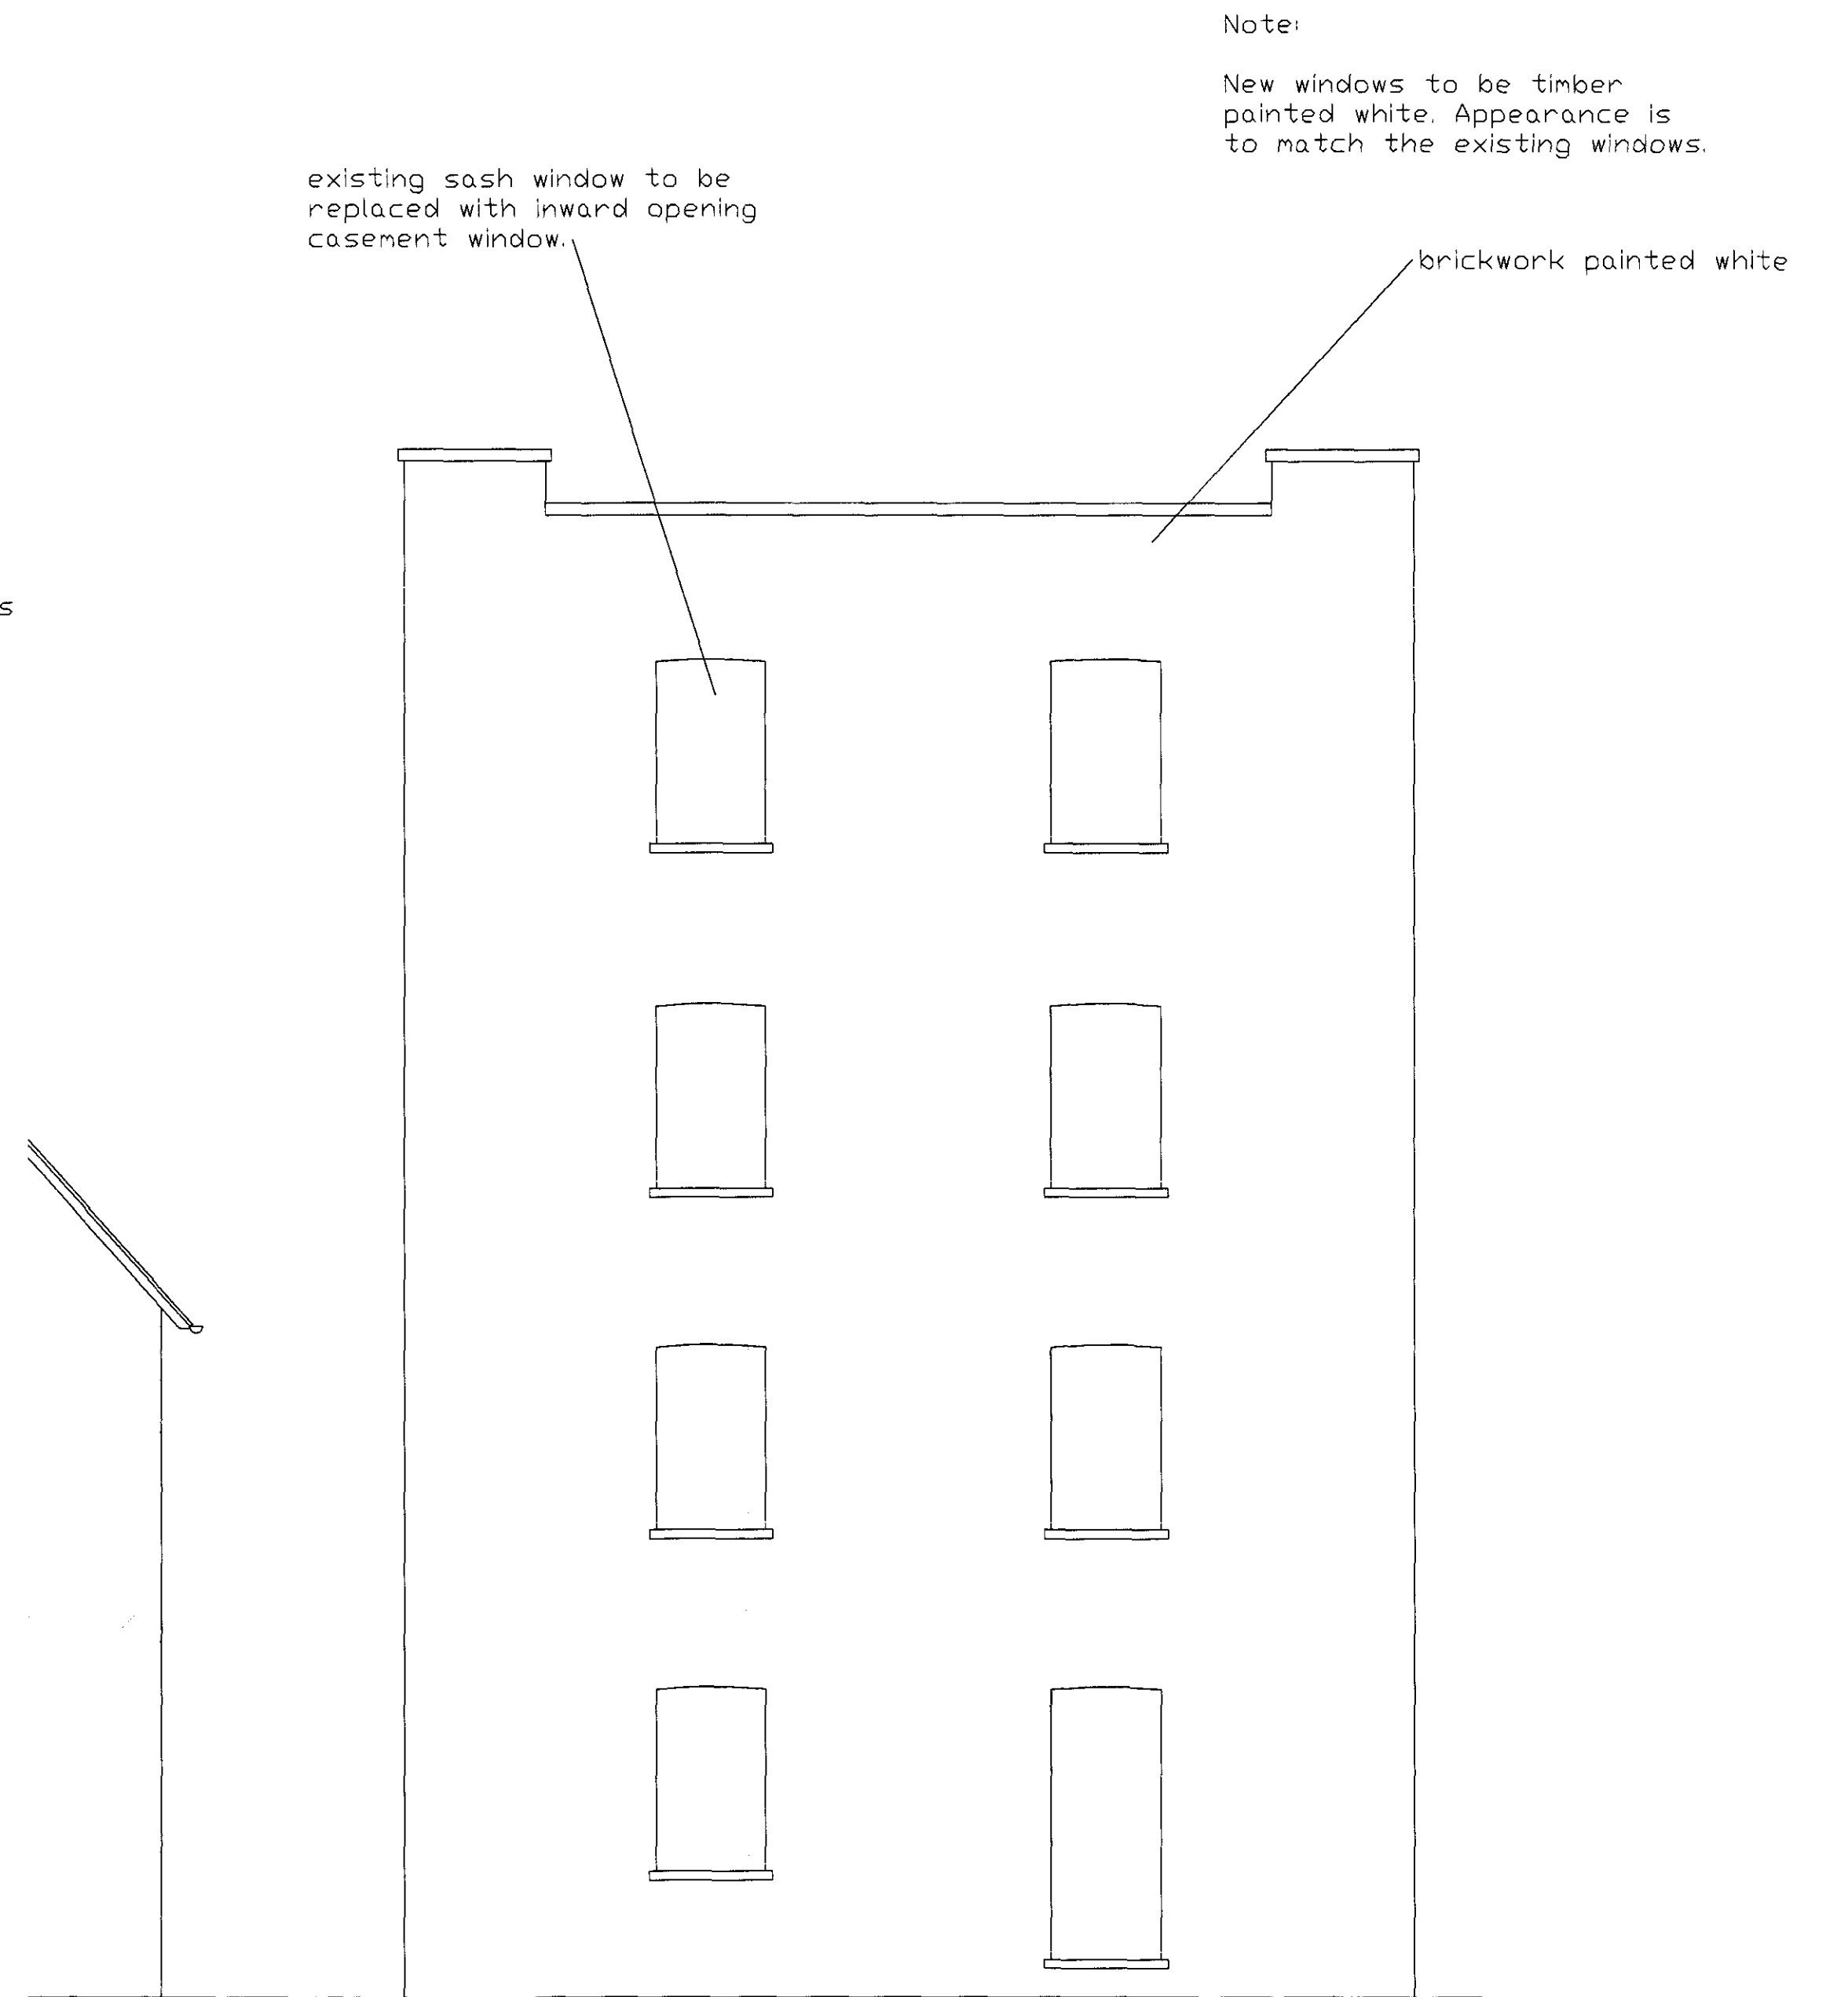 Note:
New windows to be timber
painted white. Appearance is
to match the existing windows.
existing sash window to be
replaced with inward opening
casement window.
brickwork painted white
s